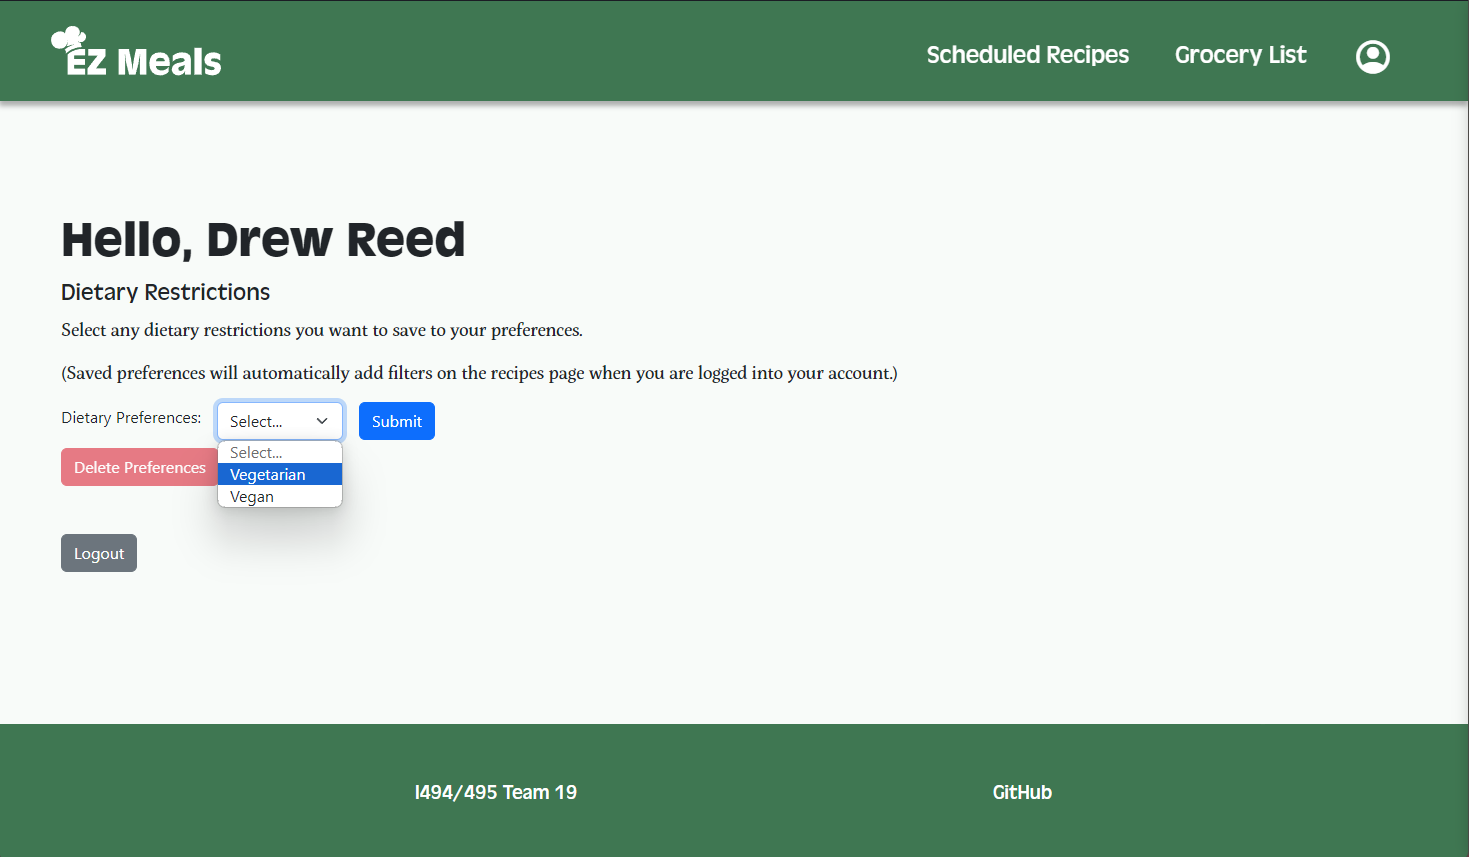 EZ Meals
Scheduled Recipes
Grocery List
Hello, Drew Reed
Dietary Restrictions
Select any dietary restrictions you want to save to your preferences.
(Saved preferences will automatically add filters on the recipes page when you are logged into your account.)
Dietary Preferences:
Select...
Submit
Select...
Delete Preferences
Vegetarian
Vegan
Logout
I494/495 Team 19
GitHub